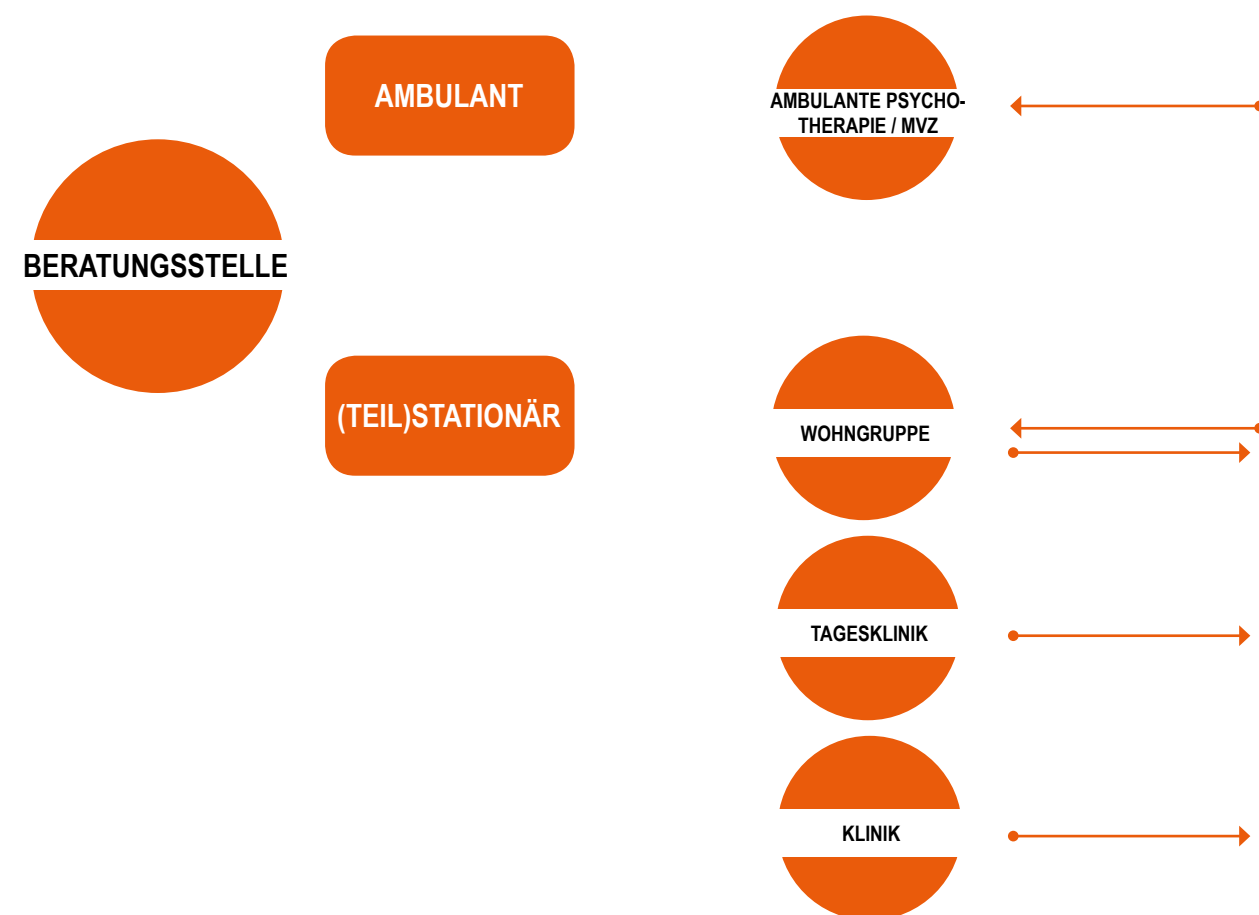 AMBULANT
AMBULANTE PSYCHO-
THERAPIE / MVZ
BERATUNGSSTELLE
(TEIL)STATIONÄR
WOHNGRUPPE
TAGESKLINIK
KLINIK